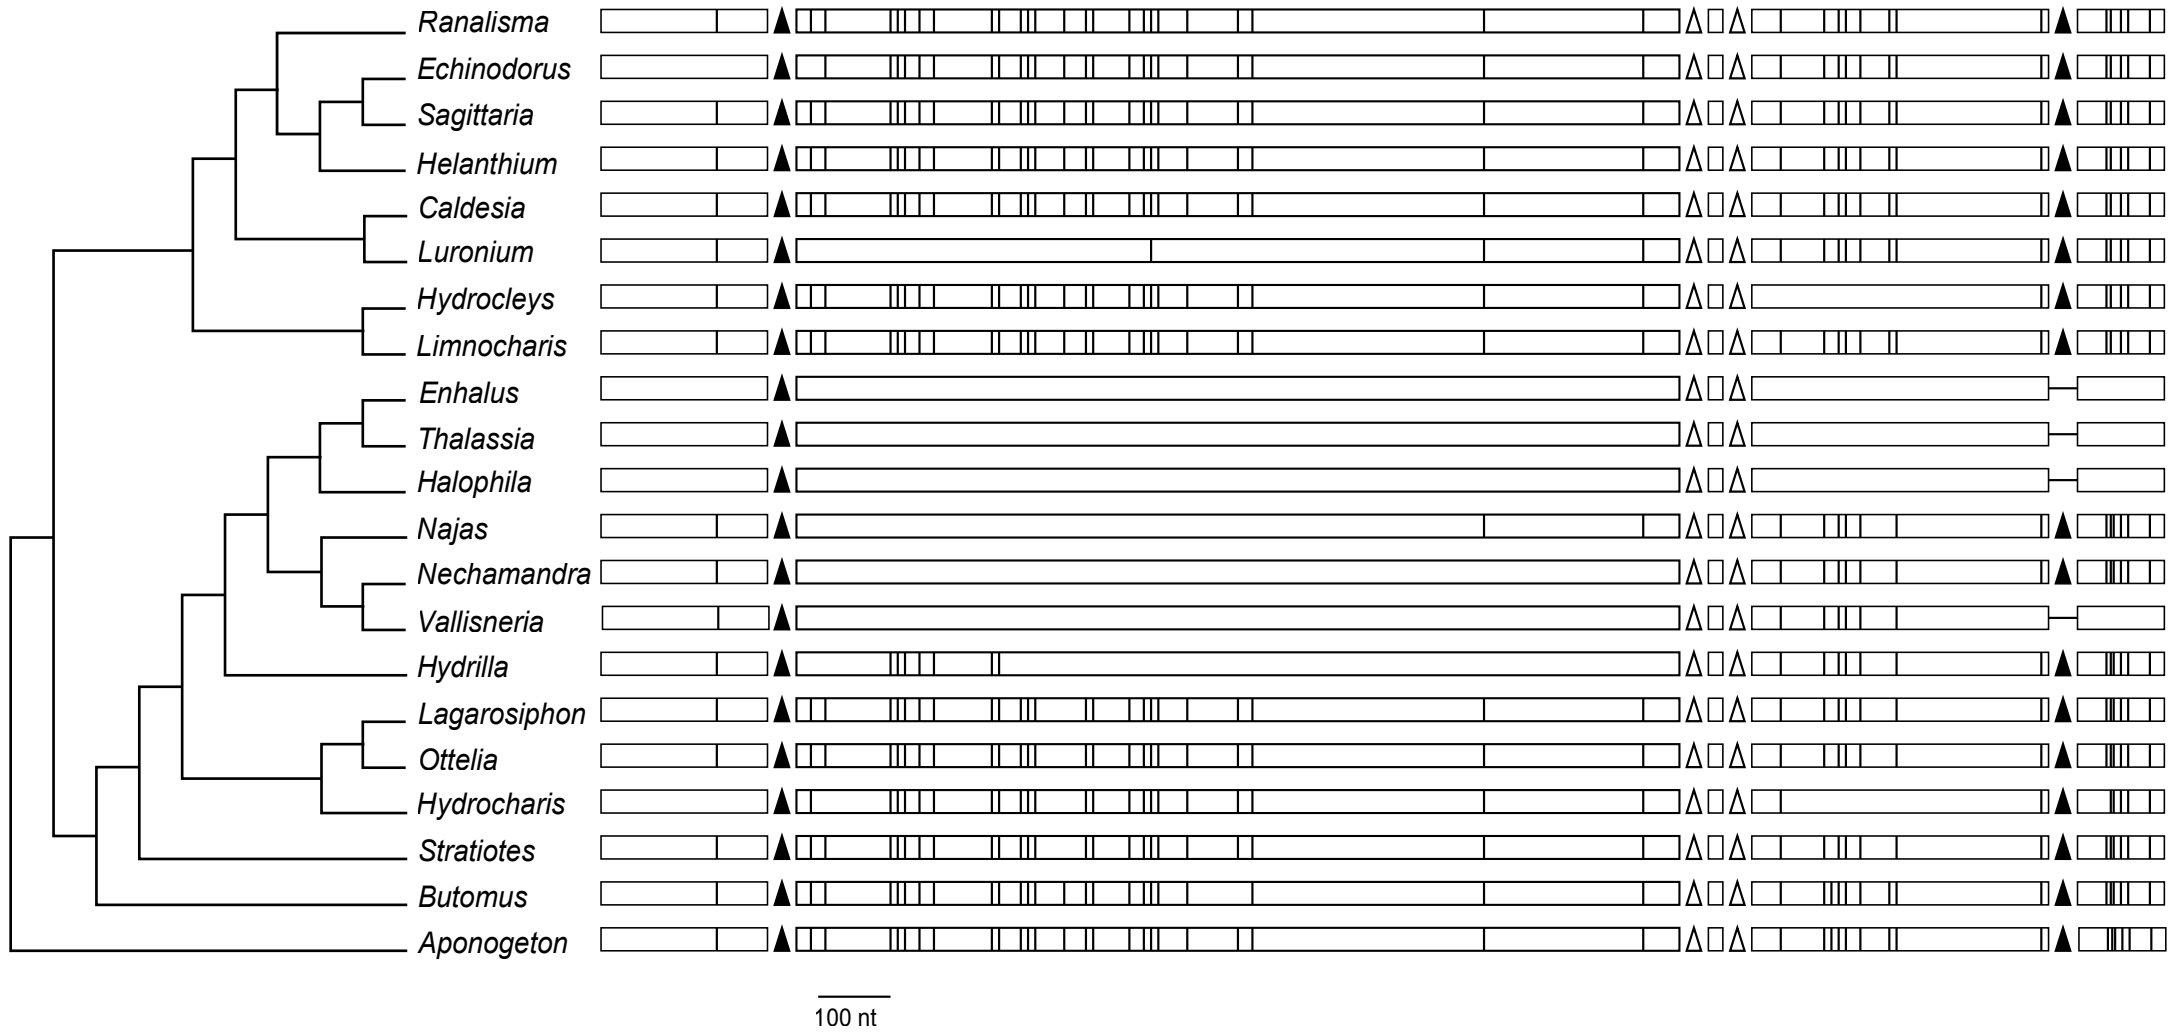 Ranalisma
Echinodorus
Sagittaria
Helanthium
Caldesia
Luronium
Hydrocleys
Limnocharis
Enhalus
Thalassia
Halophila
Najas
Nechamandra
Vallisneria
Hydrilla
Lagarosiphon
Ottelia
Hydrocharis
Stratiotes
Butomus
Aponogeton
100 nt